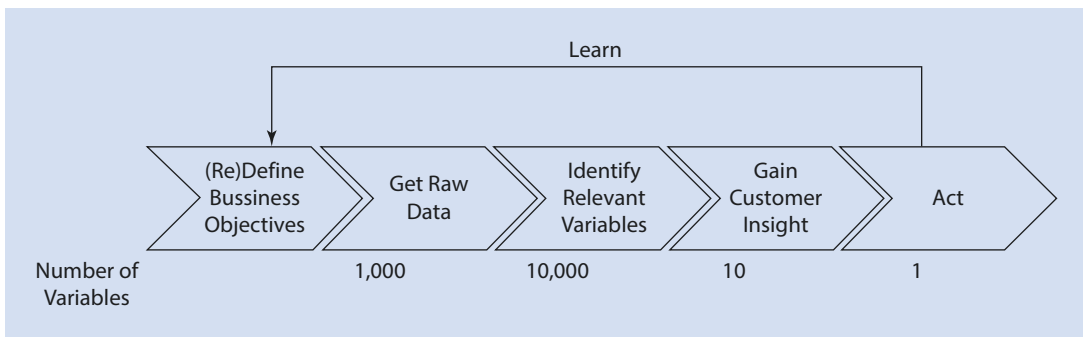 Learn
(Re)Define
Bussiness
Objectives
Get Raw
Data
Identify
Relevant
Variables
Gain
Customer
Insight
Act
Number of
Variables
1,000
10,000
10
1